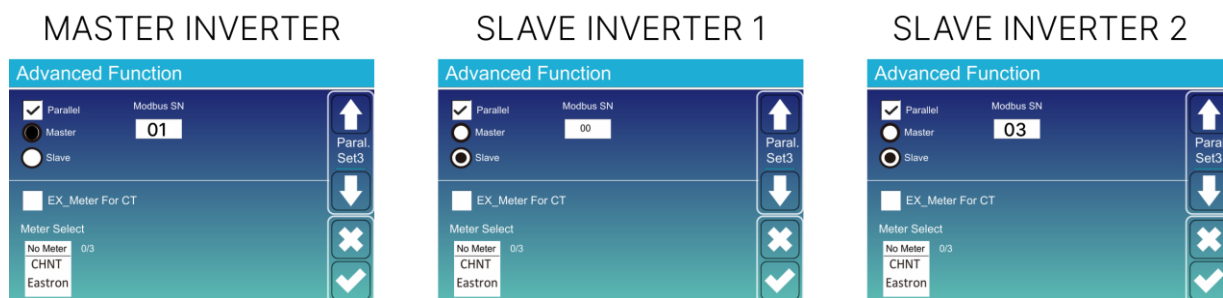 MASTER INVERTER
Advanced Function
Parallel
Modbus SN
Master
01
Slave
Paral.
Set3
EX_Meter For CT
Meter Select
No Meter 0/3
CHNT
Eastron
SLAVE INVERTER 1
Advanced Function
Parallel
Modbus SN
Master
00
Slave
Paral.
Set3
EX_Meter For CT
Meter Select
No Meter 0/3
CHNT
Eastron
SLAVE INVERTER 2
Advanced Function
Parallel
Modbus SN
Master
03
Slave
Para
Set3
EX_Meter For CT
Meter Select
No Meter 0/3
CHNT
Eastron